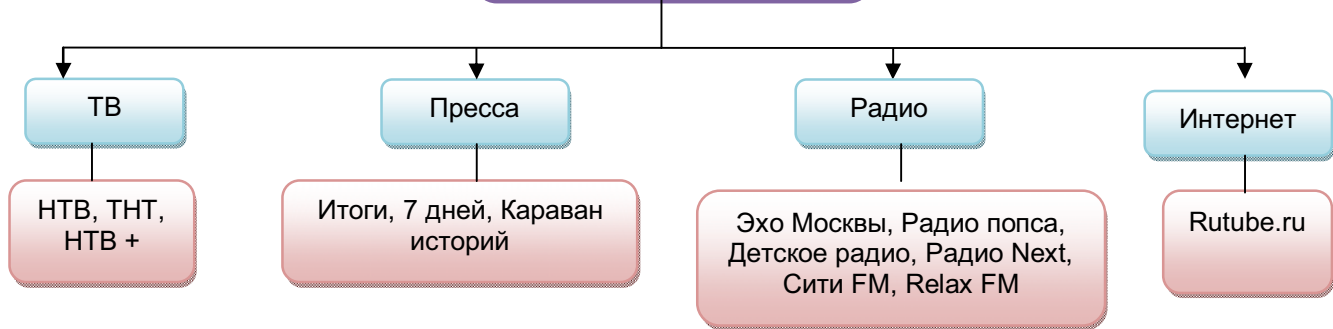 ТВ
Пресса
Радио
Интернет
НТВ, ТНТ,
НТВ +
Итоги, 7 дней, Караван
историй
Эхо Москвы, Радио попса,
Детское радио, Радио Next,
Сити FM, Relax FM
Rutube.ru